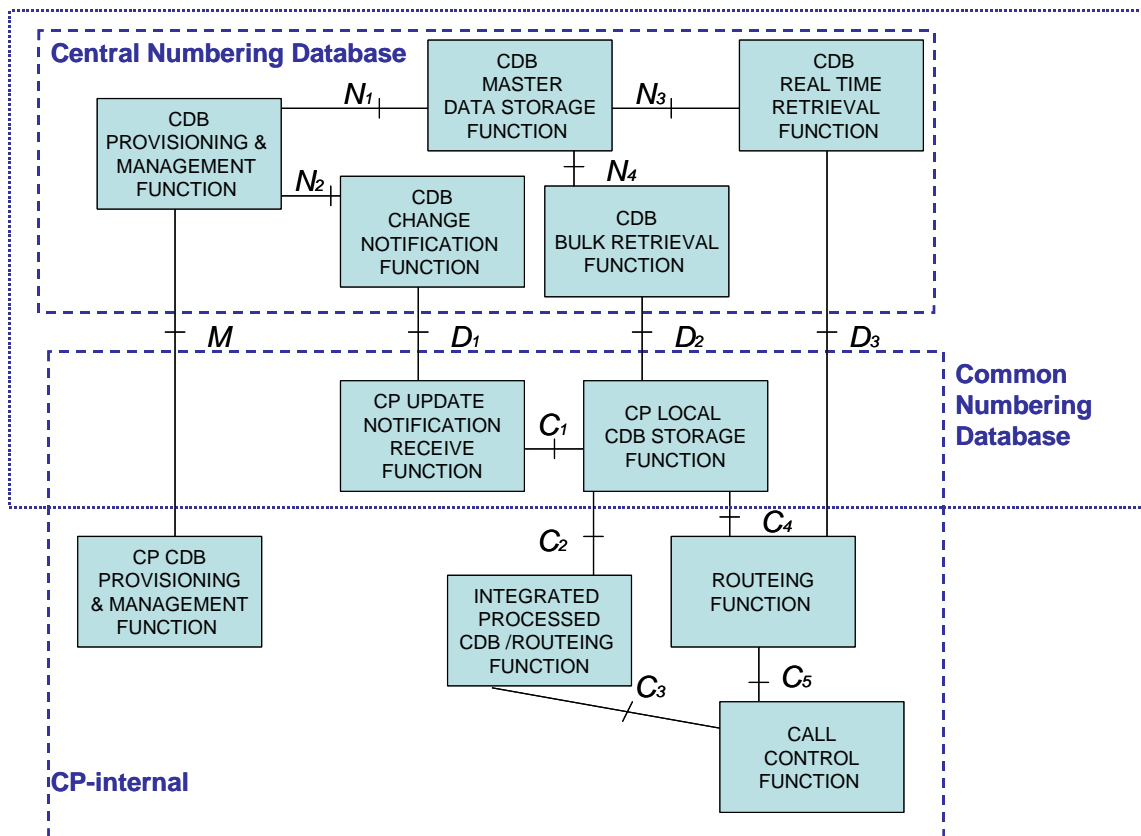 Central Numbering Database
CDB
MASTER
DATA STORAGE
FUNCTION
CDB
REAL TIME
RETRIEVAL
FUNCTION
CDB
PROVISIONING &
MANAGEMENT
FUNCTION
N1
N3
N2
N4
CDB
CHANGE
NOTIFICATION
FUNCTION
CDB
BULK RETRIEVAL
FUNCTION
M
D1
D2
D3
Common
Numbering
Database
CP UPDATE
NOTIFICATION
RECEIVE
FUNCTION
C1
CP LOCAL
CDB STORAGE
FUNCTION
C2
C4
CP CDB
PROVISIONING
& MANAGEMENT
FUNCTION
INTEGRATED
PROCESSED
CDB /ROUTEING
FUNCTION
ROUTEING
FUNCTION
C3
C5
CALL
CONTROL
FUNCTION
CP-internal